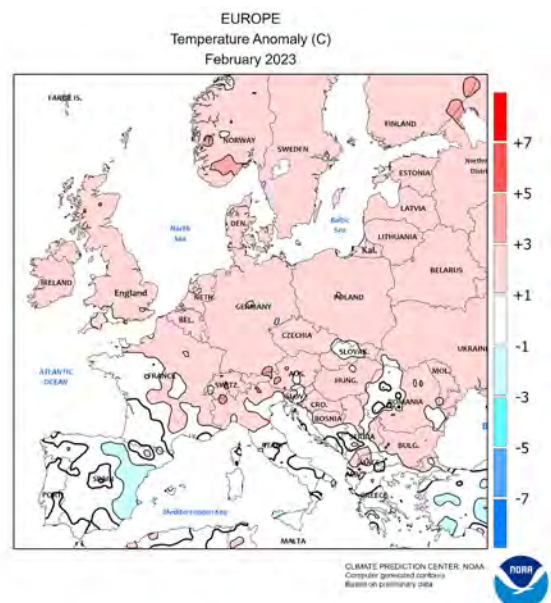 EUROPE
Temperature Anomaly (C)
February 2023
FAROE IS.
NORWAY
FINLAND
SWEDEN
ESTONIA
LATVIA
LITHUANIA
Kal.
BELARUS
North
Sea
Baltic
Sea
DEN.
IRELAND
England
NETH.
BEL.
GERMANY
POLAND
CZECHIA
SLOVAK.
UKRAINE
MOL.
ATLANTIC
OCEAN
FRANCE
SWITZ.
HUNG.
SLOV.
CRO.
BOSNIA
ROMANIA
SERBIA
BULG.
ITALY
SPAIN
PORT.
GREECE
Mediterranean Sea
MALTA
+7
+5
+3
+1
-1
-3
-5
-7
CLIMATE PREDICTION CENTER, NOAA
Computer generated contours
Based on preliminary data
NOAA